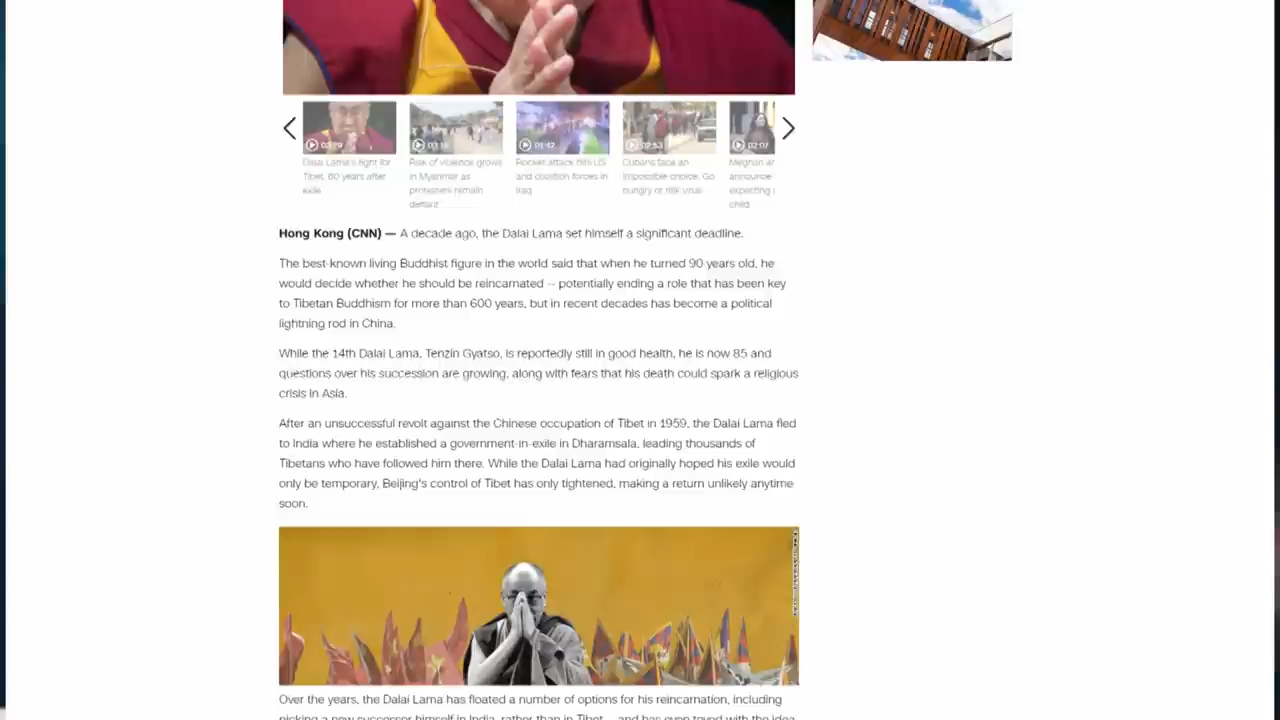 03:29
03:18
01:42
02:53
02:07
Dalai Lama's fight for
Tibet, 60 years after
exile
Risk of violence grows
in Myanmar as
protesters remain
defiant
Rocket attack hits US
and coalition forces in
Iraq
Cubans face an
impossible choice: Go
hungry or risk virus
Meghan ar
announce
expecting
child
Hong Kong (CNN) — A decade ago, the Dalai Lama set himself a significant deadline.
The best-known living Buddhist figure in the world said that when he turned 90 years old, he
would decide whether he should be reincarnated -- potentially ending a role that has been key
to Tibetan Buddhism for more than 600 years, but in recent decades has become a political
lightning rod in China.
While the 14th Dalai Lama, Tenzin Gyatso, is reportedly still in good health, he is now 85 and
questions over his succession are growing, along with fears that his death could spark a religious
crisis in Asia.
After an unsuccessful revolt against the Chinese occupation of Tibet in 1959, the Dalai Lama fled
to India where he established a government-in-exile in Dharamsala, leading thousands of
Tibetans who have followed him there. While the Dalai Lama had originally hoped his exile would
only be temporary, Beijing's control of Tibet has only tightened, making a return unlikely anytime
soon.
Over the years, the Dalai Lama has floated a number of options for his reincarnation, including
picking a new successor himself in India, rather than in Tibet -- and has even toyed with the idea